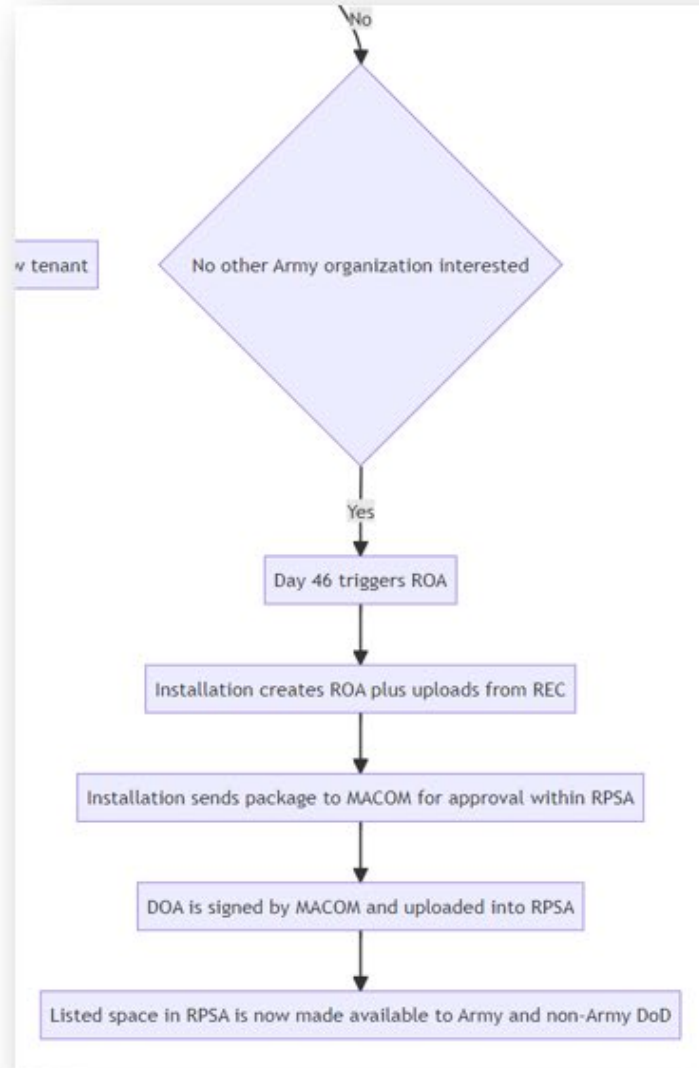 No
No other Army organization interested
tenant
Yes
Day 46 triggers ROA
Installation creates ROA plus uploads from REC
Installation sends package to MACOM for approval within RPSA
DOA is signed by MACOM and uploaded into RPSA
Listed space in RPSA is now made available to Army and non-Army DoD